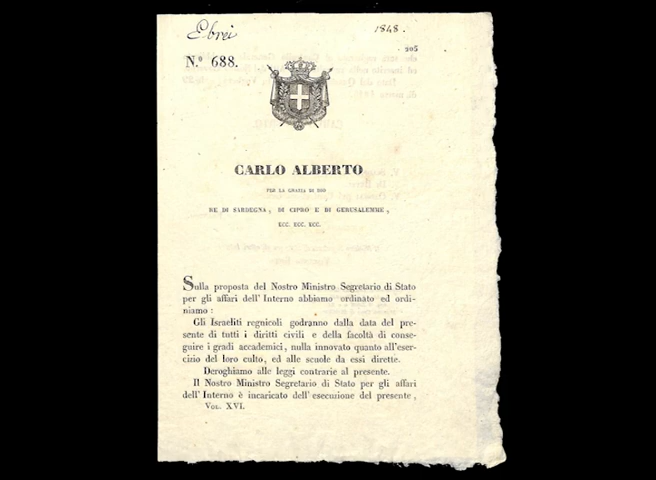 Ebrei
1848.
205
N.° 688.
CARLO ALBERTO
PER LA GRAZIA DI DIO
RE DI SARDEGNA, DI CIPRO E DI GERUSALEMME,
ECC. ECC. ECC.
Sulla proposta del Nostro Ministro Segretario di Stato
per gli affari dell'Interno abbiamo ordinato ed ordi-
niamo :
Gli Israeliti regnicoli godranno dalla data del pre-
sente di tutti i diritti civili e della facoltà di conse-
guire i gradi accademici, nulla innovato quanto all'eser-
cizio del loro culto, ed alle scuole da essi dirette.
Deroghiamo alle leggi contrarie al presente.
Il Nostro Ministro Segretario di Stato per gli affari
dell'Interno è incaricato dell'esecuzione del presente,
VOL. XVI.